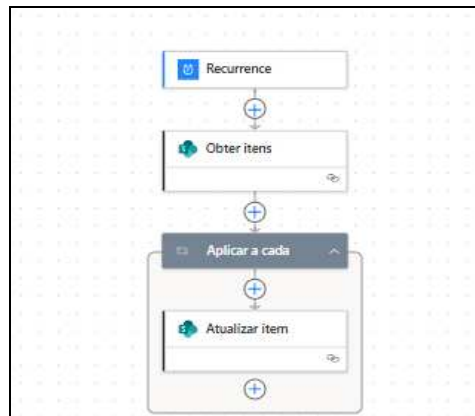 Recurrence
Obter itens
Aplicar a cada
Atualizar item